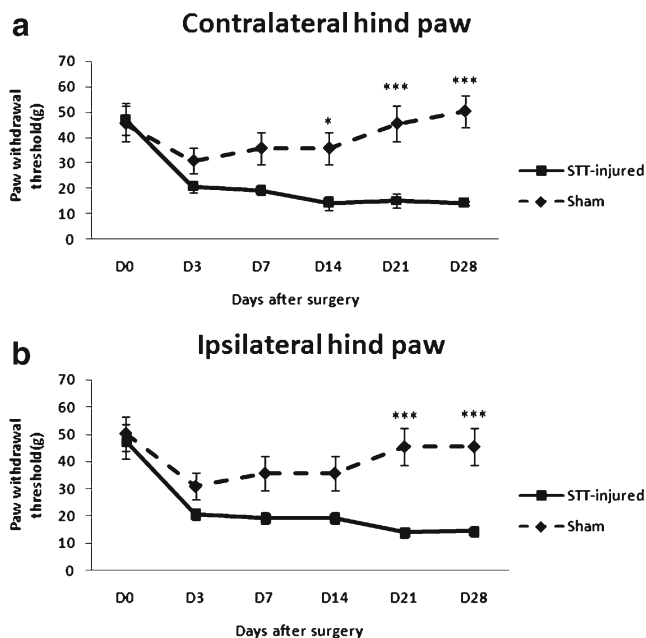 a
Contralateral hind paw
Paw withdrawal
threshold(g)
70
60
50
40
30
20
10
0
*
***
***
D0 D3 D7 D14 D21 D28
Days after surgery
STT-injured
Sham
b
Ipsilateral hind paw
Paw withdrawal
threshold(g)
70
60
50
40
30
20
10
0
***
***
D0 D3 D7 D14 D21 D28
Days after surgery
STT-injured
Sham